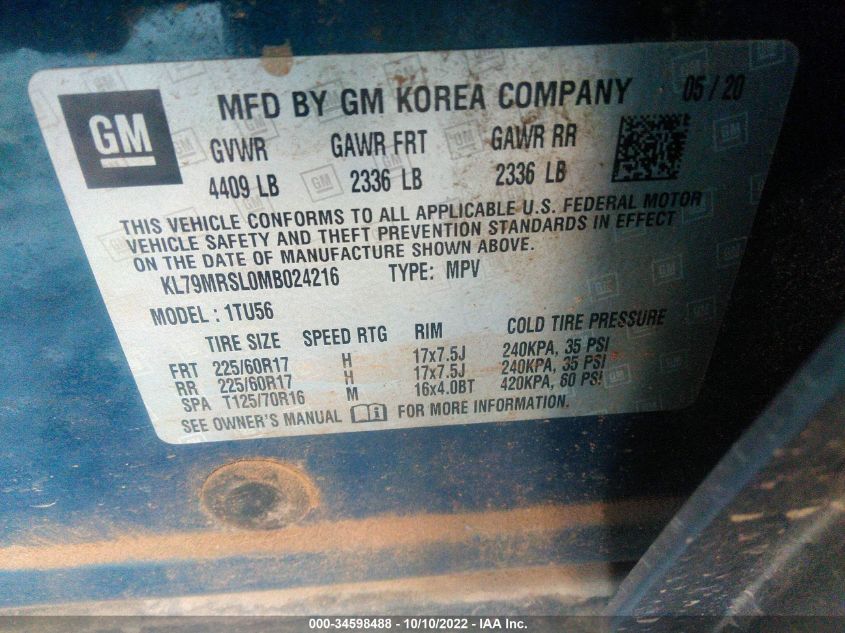 GM
MFD BY GM KOREA COMPANY 05 / 20
GVWR GAWR FRT GAWR RR
4409 LB 2336 LB 2336 LB
THIS VEHICLE CONFORMS TO ALL APPLICABLE U.S. FEDERAL MOTOR
VEHICLE SAFETY AND THEFT PREVENTION STANDARDS IN EFFECT
ON THE DATE OF MANUFACTURE SHOWN ABOVE.
KL79MRSL0MB024216 TYPE: MPV
MODEL : 1TU56
TIRE SIZE SPEED RTG RIM COLD TIRE PRESSURE
FRT 225/60R17 H 17x7.5J 240KPA, 35 PSI
RR 225/60R17 H 17x7.5J 240KPA, 35 PSI
SPA T125/70R16 M 16x4.0BT 420KPA, 60 PSI
SEE OWNER'S MANUAL FOR MORE INFORMATION.
000-34598488 - 10/10/2022 - IAA Inc.